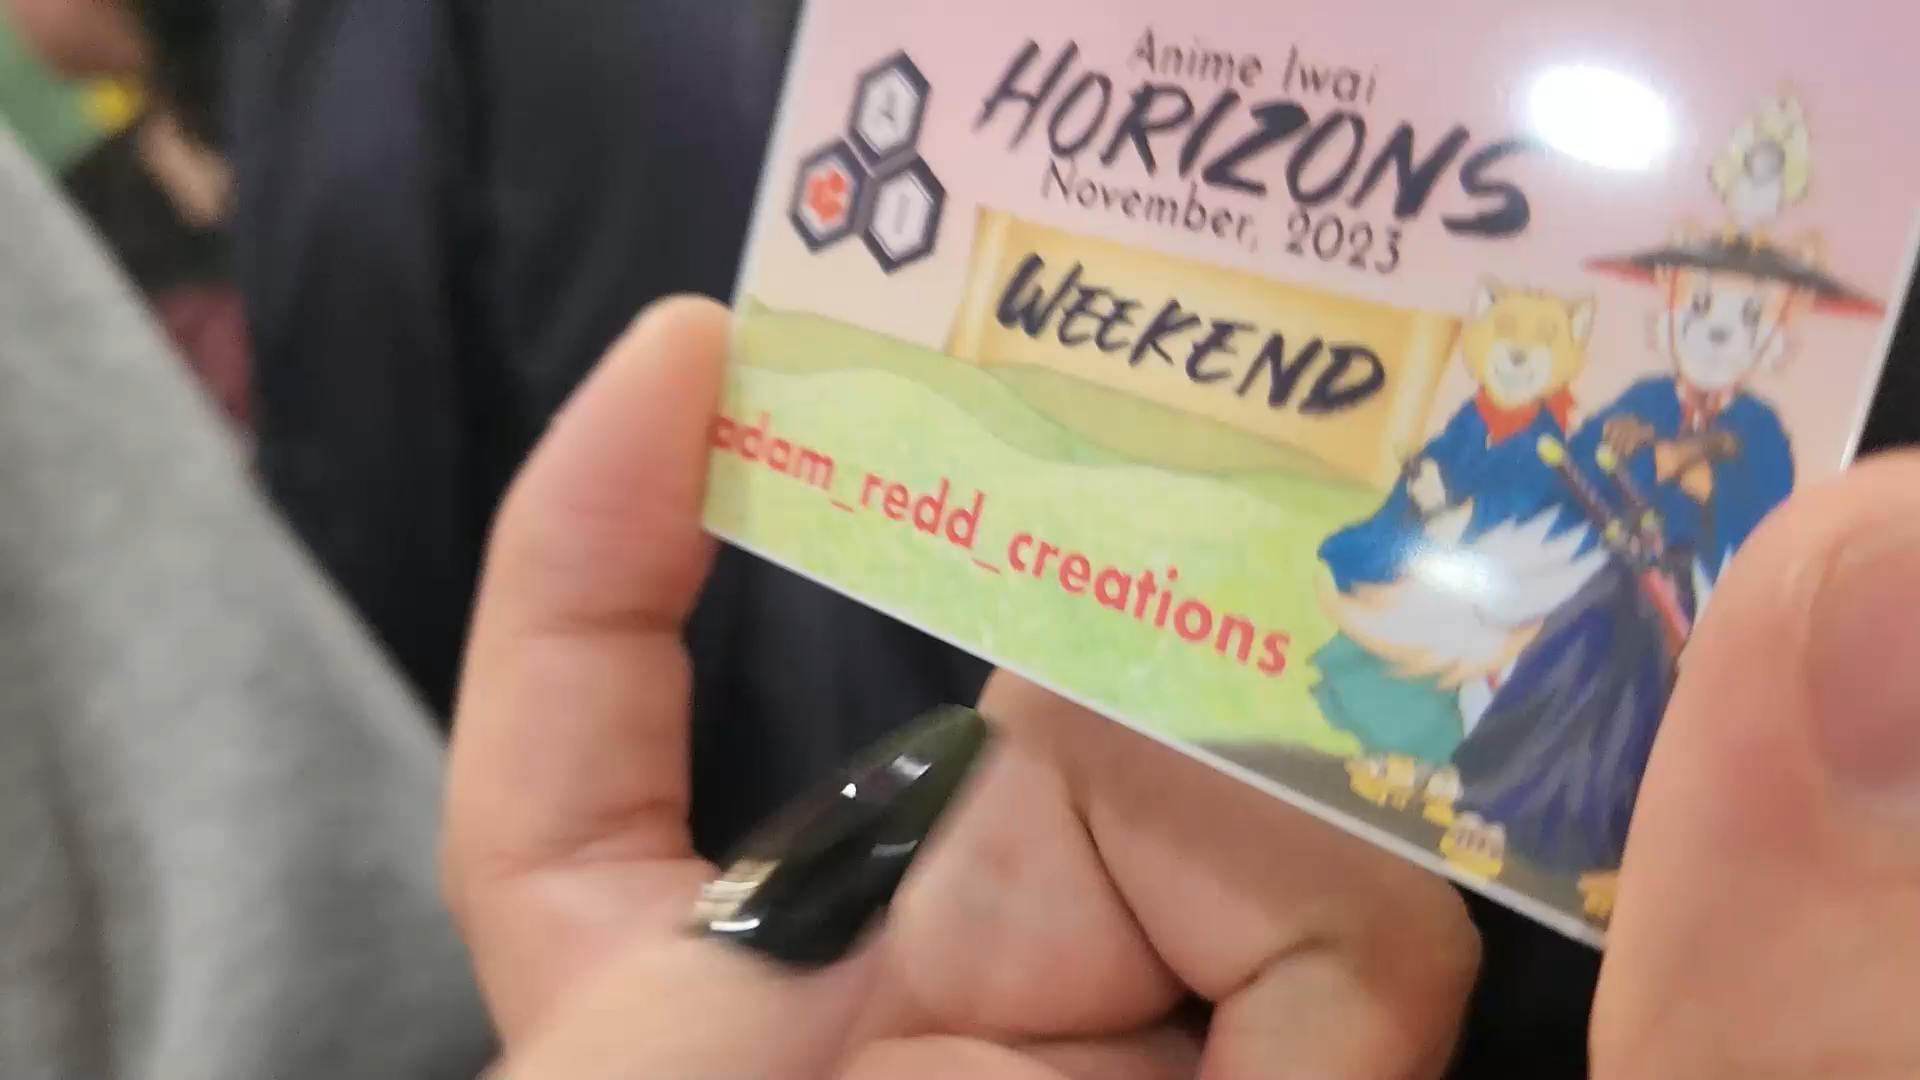 A
I
Anime Iwai
HORIZONS
November, 2023
WEEKEND
adam_redd_creations